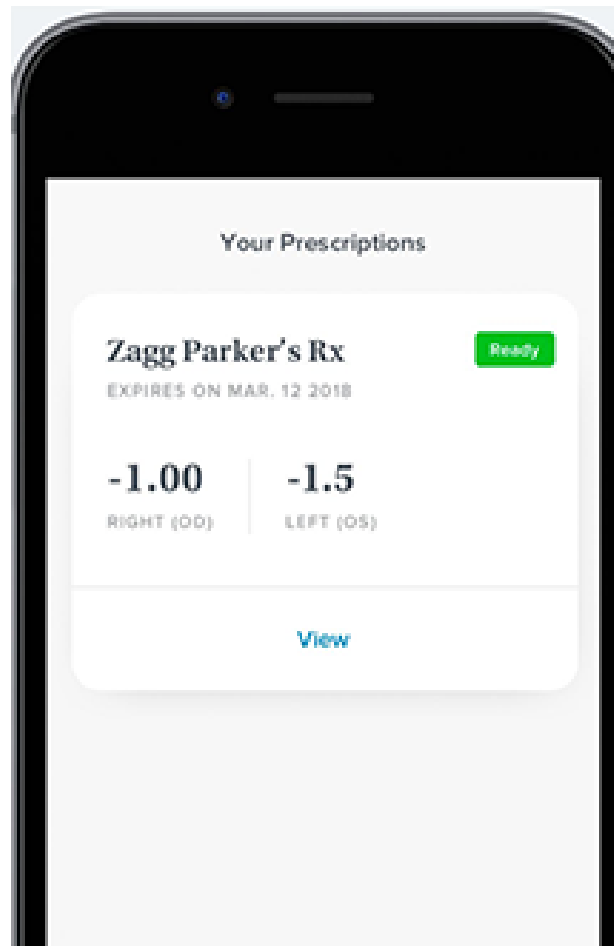 Your Prescriptions
Zagg Parker's Rx
Ready
EXPIRES ON MAR. 12 2018
-1.00
-1.5
RIGHT (OD)
LEFT (OS)
View